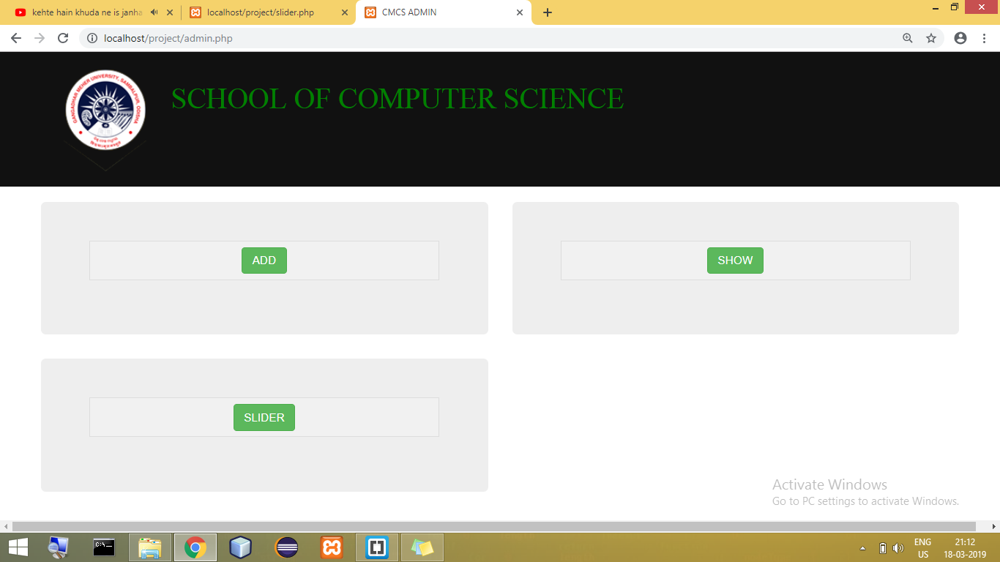 kehte hain khuda ne is janha
localhost/project/slider.php
CMCS ADMIN
localhost/project/admin.php
GANGADHAR MEHER UNIVERSITY, SAMBALPUR, ODISHA
SCHOOL OF COMPUTER SCIENCE
ADD
SHOW
SLIDER
Activate Windows
Go to PC settings to activate Windows.
C:\_
ENG
21:12
US
18-03-2019